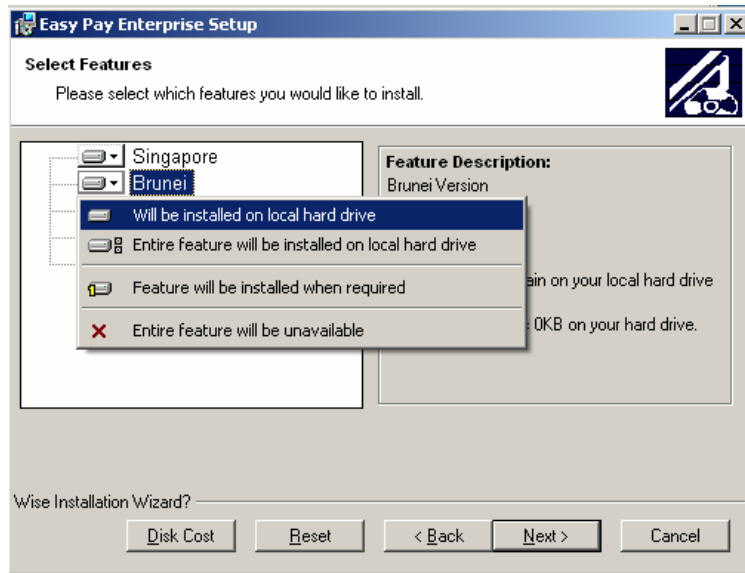 Easy Pay Enterprise Setup
Select Features
Please select which features you would like to install.
Singapore
Brunei
Will be installed on local hard drive
Entire feature will be installed on local hard drive
Feature will be installed when required
Entire feature will be unavailable
Feature Description:
Brunei Version
on your local hard drive
0KB on your hard drive.
Wise Installation Wizard?
Disk Cost
Reset
< Back
Next >
Cancel